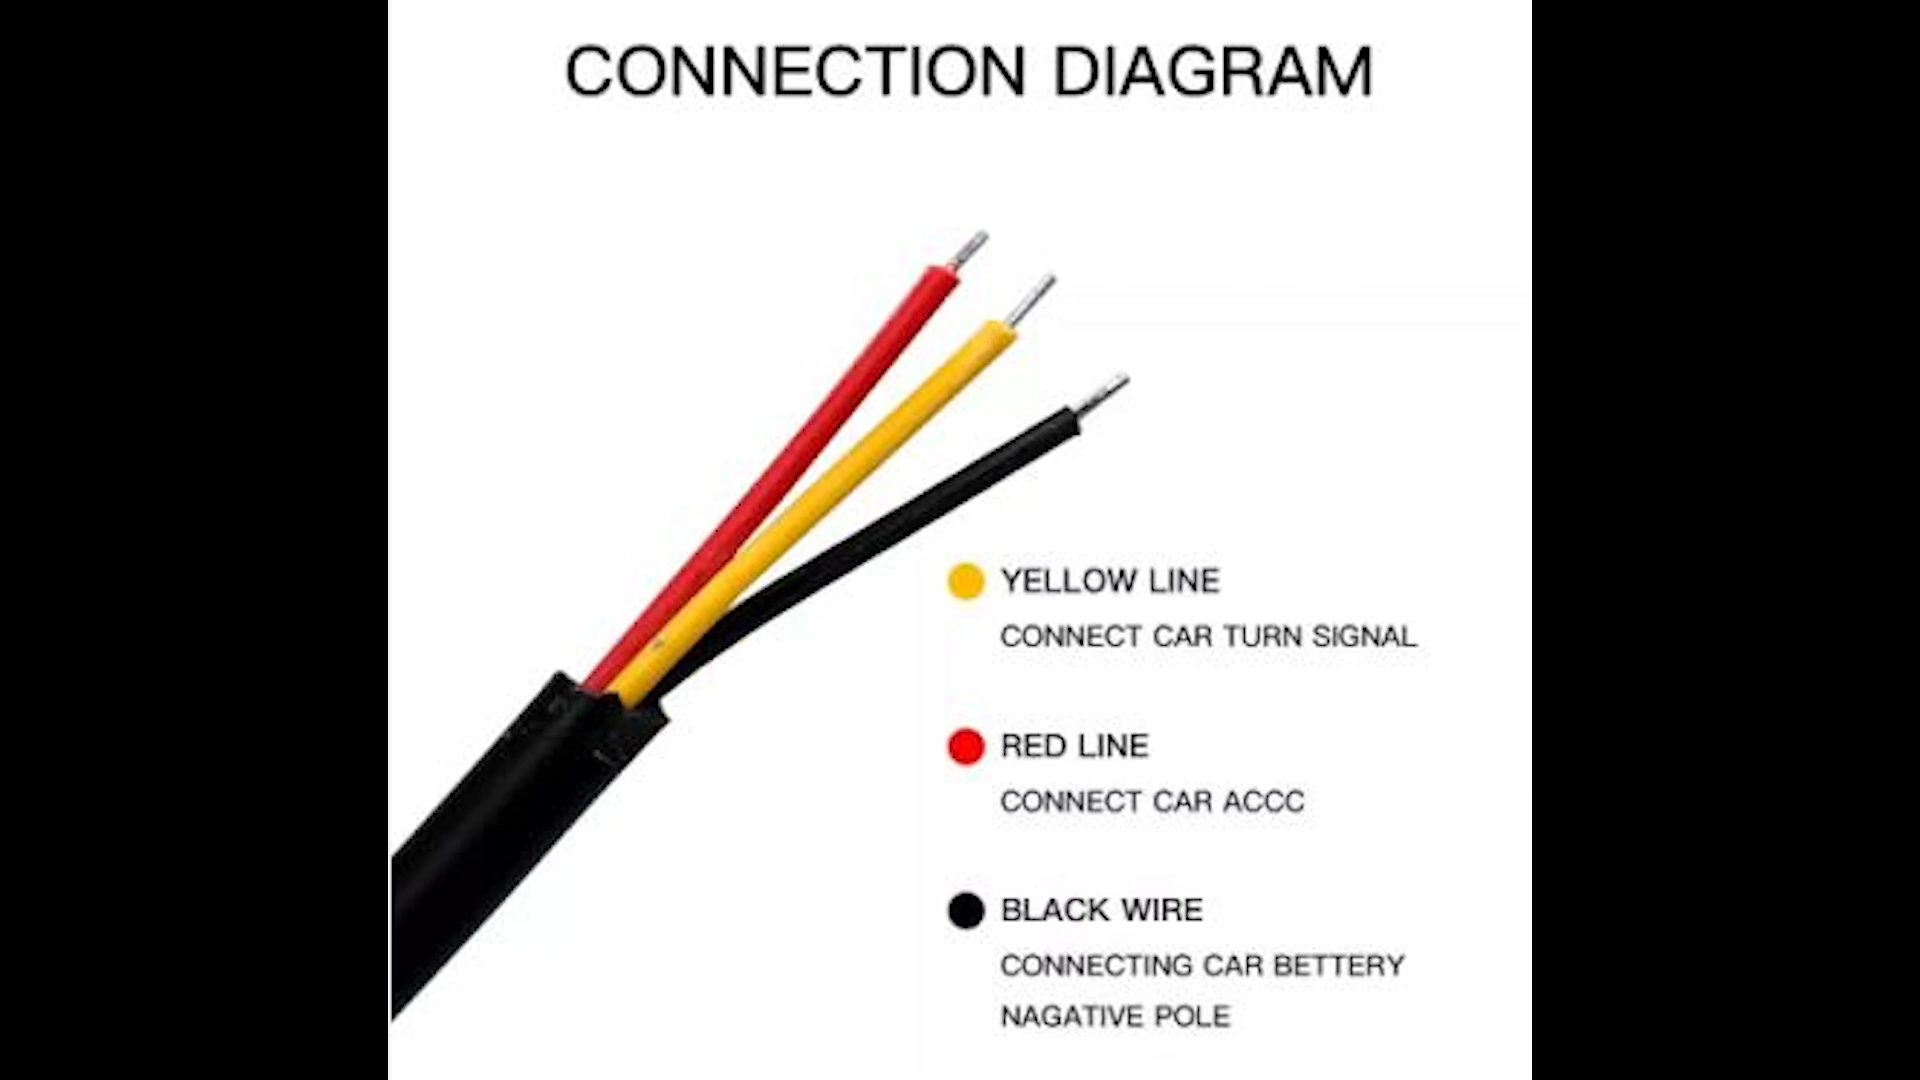 CONNECTION DIAGRAM
YELLOW LINE
CONNECT CAR TURN SIGNAL
RED LINE
CONNECT CAR ACCC
BLACK WIRE
CONNECTING CAR BETTERY
NAGATIVE POLE